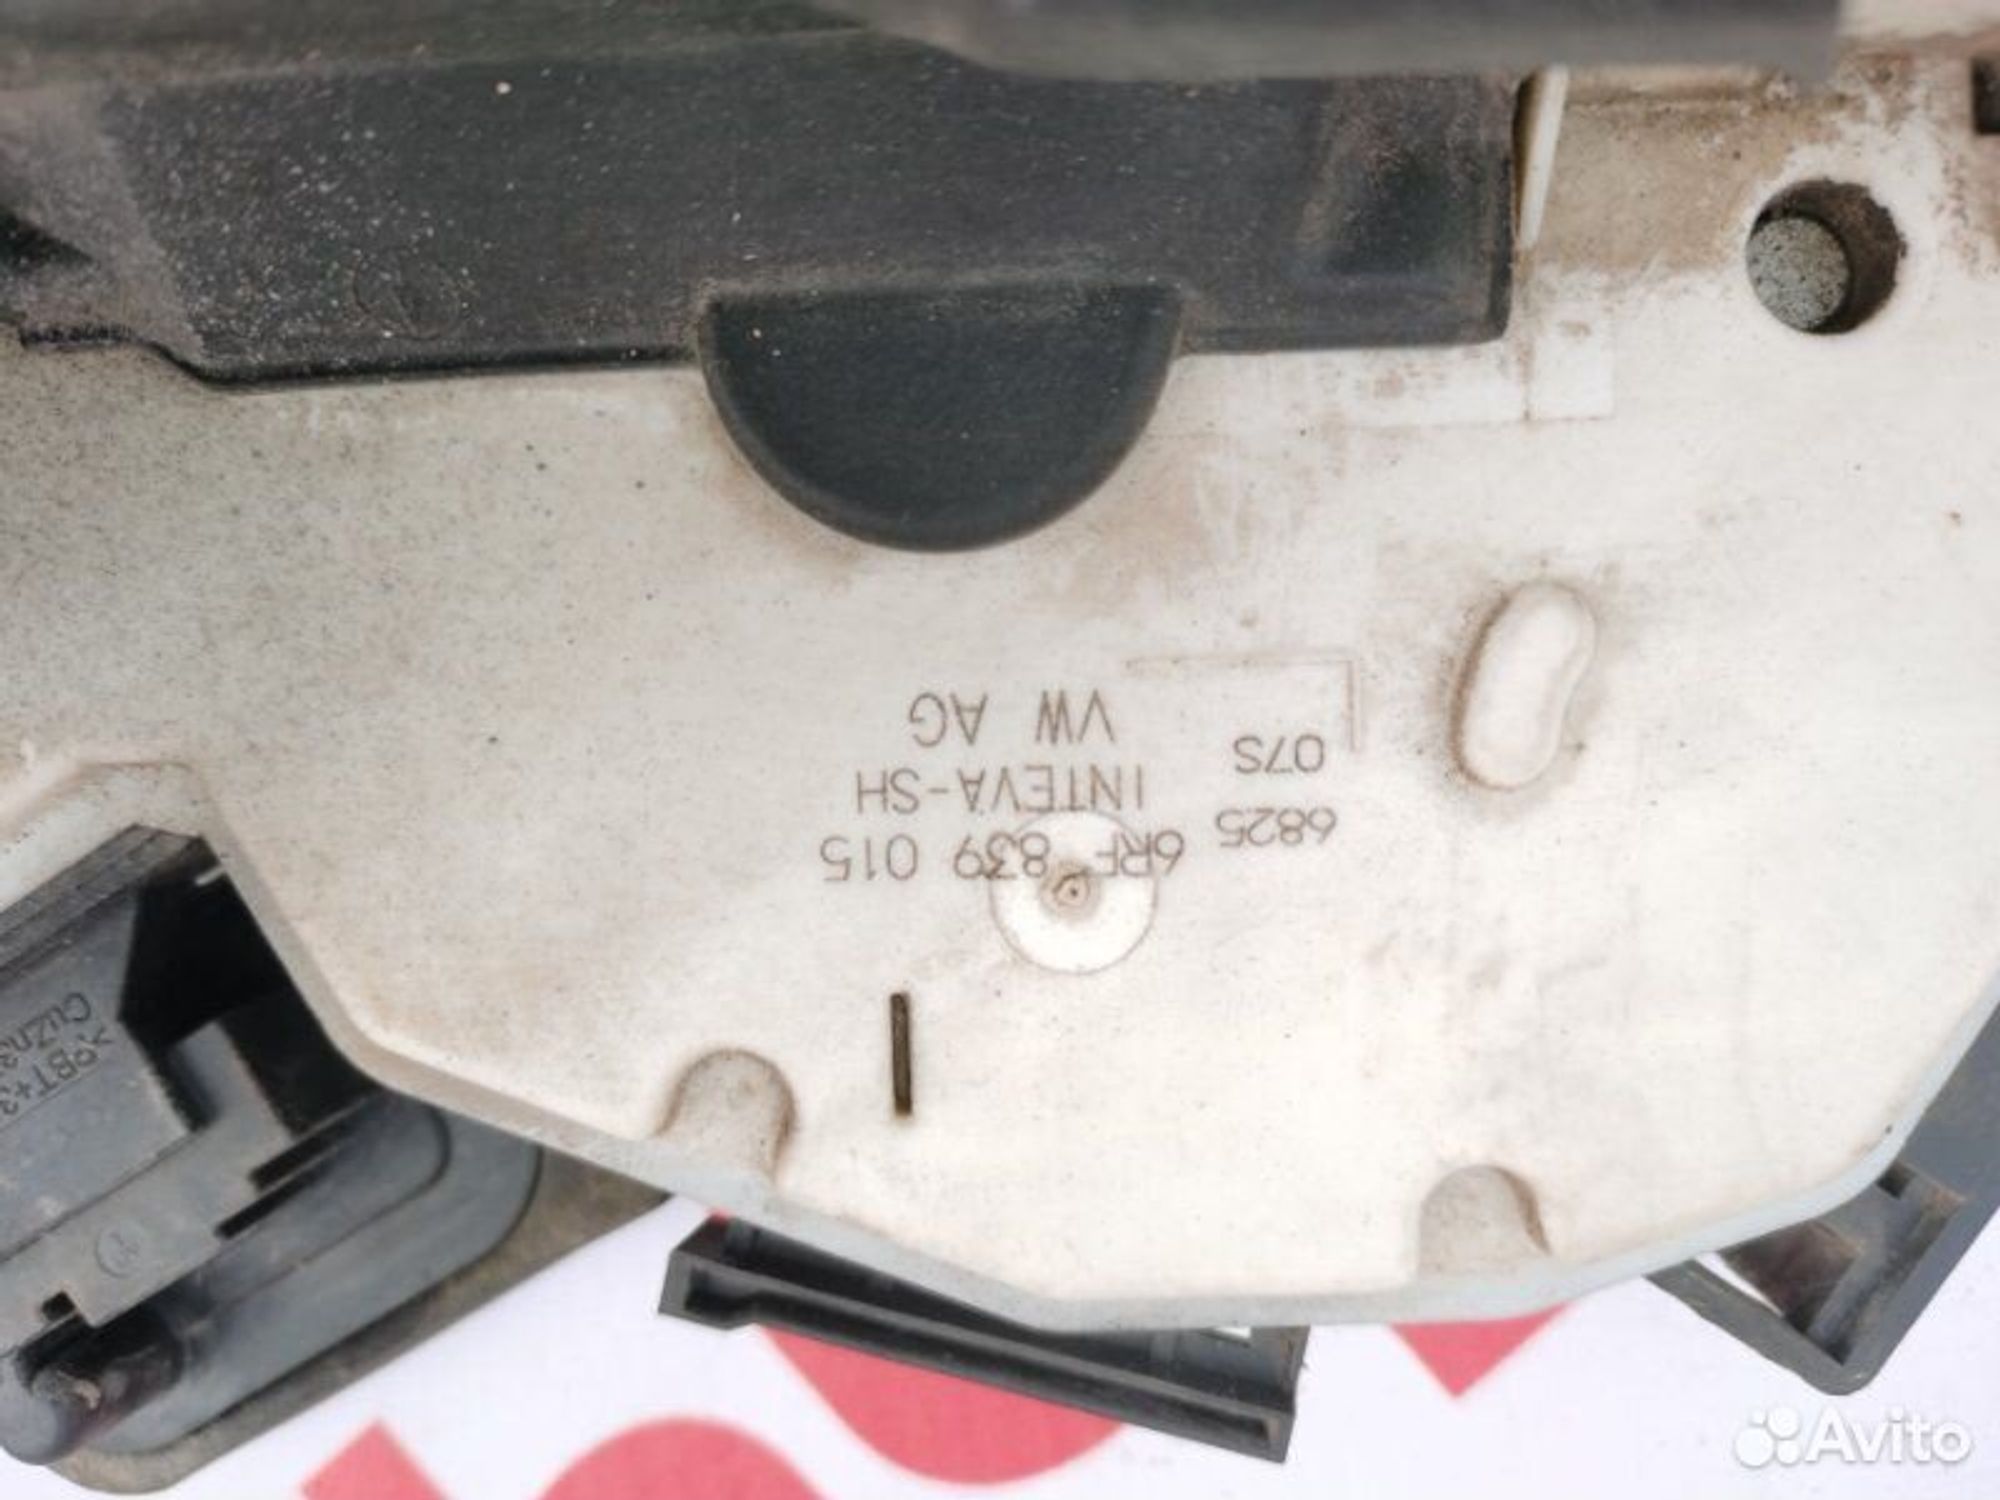 6825 6RF 839 015
INTEVA-SH
07S
VW AG
Avito